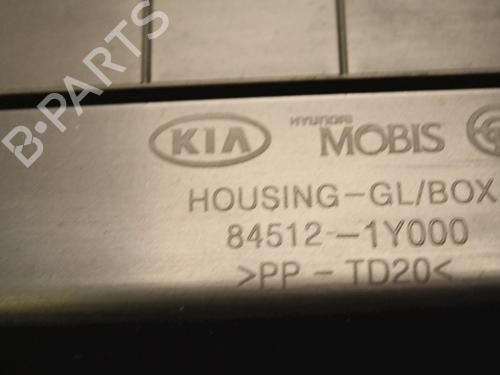 B-PARTS
KIA HYUNDAI MOBIS
HOUSING-GL/BOX
84512-1Y000
>PP-TD20<